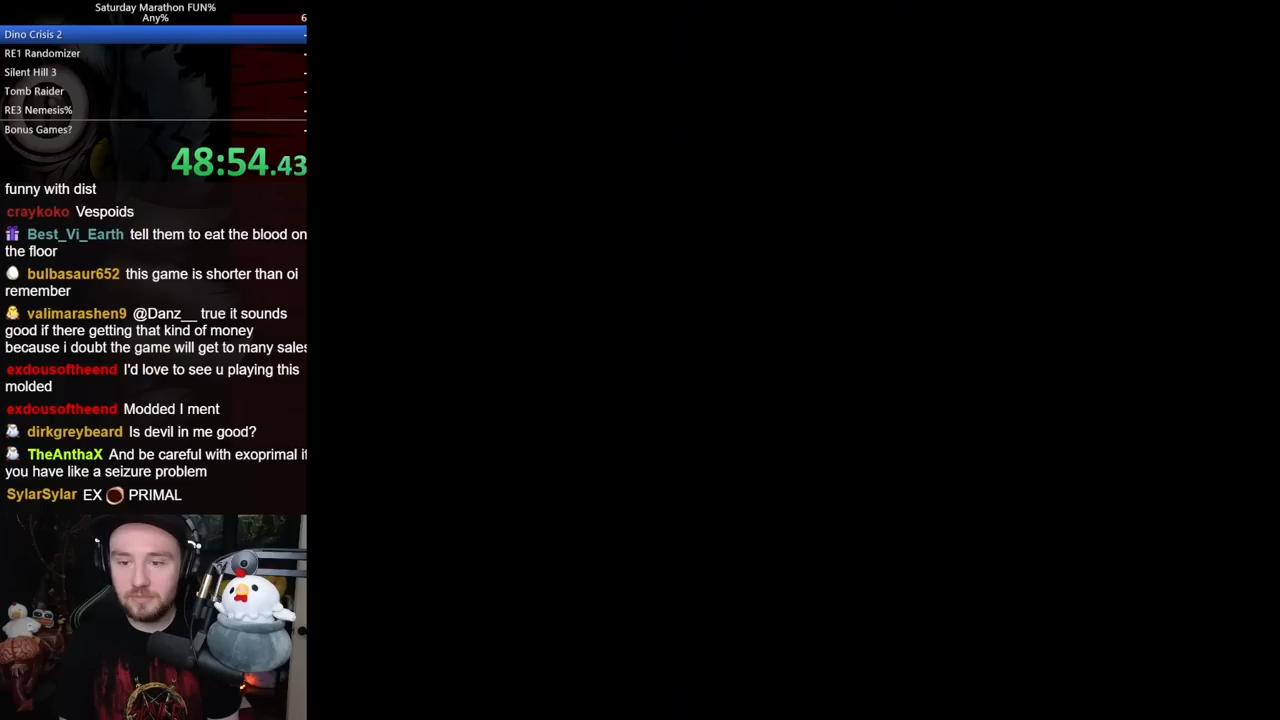 Saturday Marathon FUN%
Any%
6
Dino Crisis 2
-
RE1 Randomizer
-
Silent Hill 3
-
Tomb Raider
-
RE3 Nemesis%
-
Bonus Games?
-
48:54.43
funny with dist
craykoko Vespoids
Best_Vi_Earth tell them to eat the blood on
the floor
bulbasaur652 this game is shorter than oi
remember
valimarashen9 @Danz__ true it sounds
good if there getting that kind of money
because i doubt the game will get to many sales
exdousoftheend I'd love to see u playing this
molded
exdousoftheend Modded I ment
dirkgreybeard Is devil in me good?
TheAnthaX And be careful with exoprimal if
you have like a seizure problem
SylarSylar EX PRIMAL